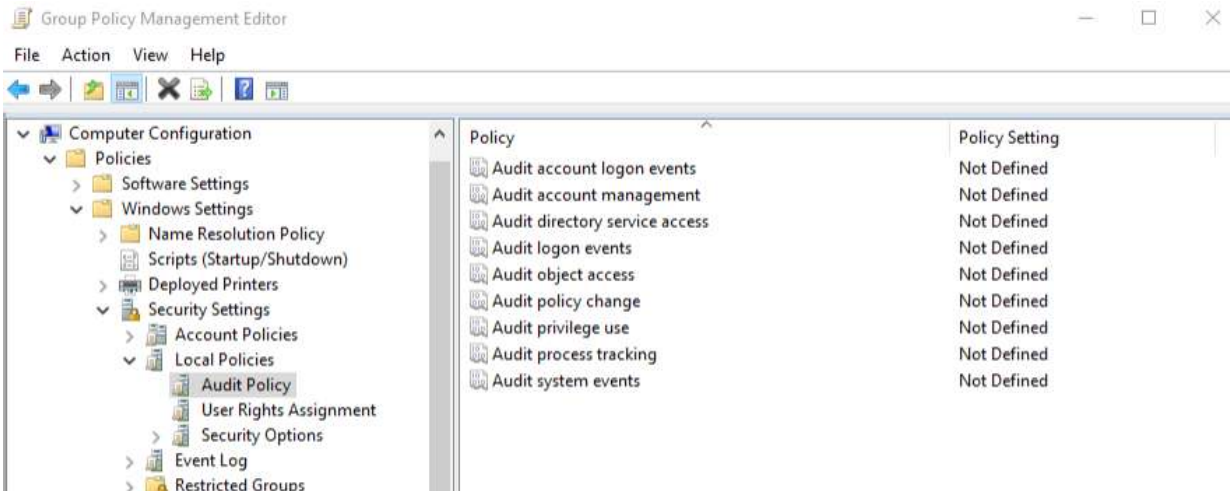 Group Policy Management Editor
File Action View Help
Computer Configuration
Policies
Software Settings
Windows Settings
Name Resolution Policy
Scripts (Startup/Shutdown)
Deployed Printers
Security Settings
Account Policies
Local Policies
Audit Policy
User Rights Assignment
Security Options
Event Log
Restricted Groups
Policy Policy Setting
Audit account logon events Not Defined
Audit account management Not Defined
Audit directory service access Not Defined
Audit logon events Not Defined
Audit object access Not Defined
Audit policy change Not Defined
Audit privilege use Not Defined
Audit process tracking Not Defined
Audit system events Not Defined